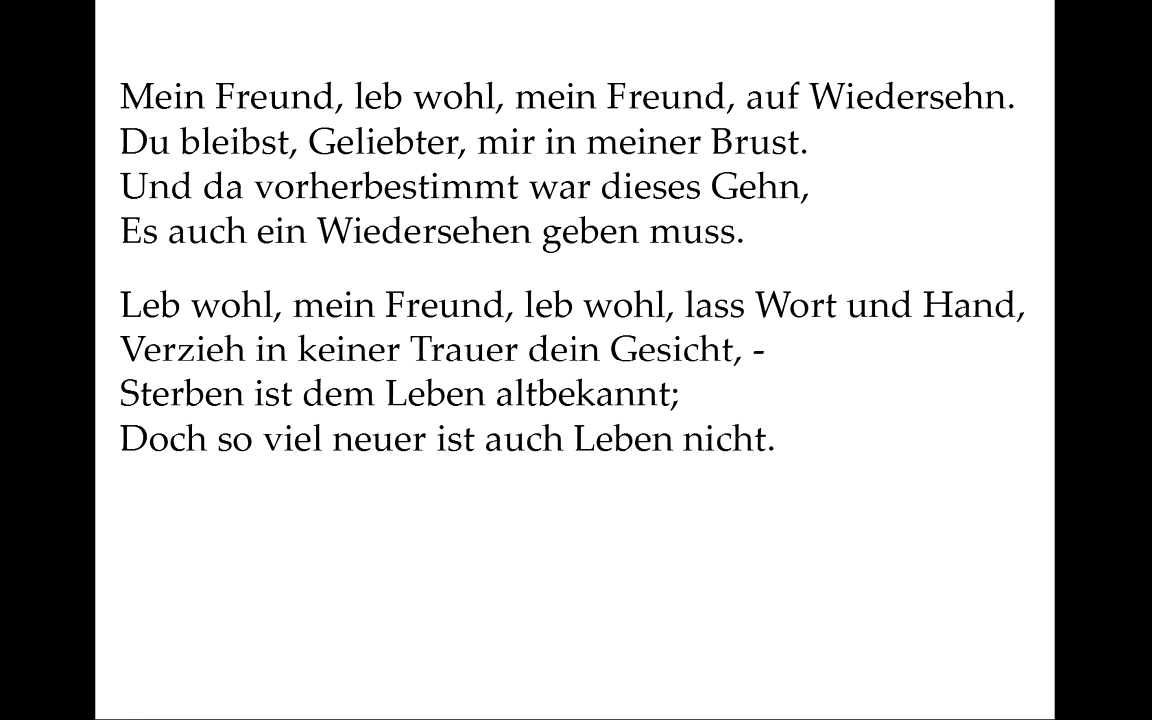 Mein Freund, leb wohl, mein Freund, auf Wiedersehn.
Du bleibst, Geliebter, mir in meiner Brust.
Und da vorherbestimmt war dieses Gehn,
Es auch ein Wiedersehen geben muss.
Leb wohl, mein Freund, leb wohl, lass Wort und Hand,
Verzieh in keiner Trauer dein Gesicht, -
Sterben ist dem Leben altbekannt;
Doch so viel neuer ist auch Leben nicht.